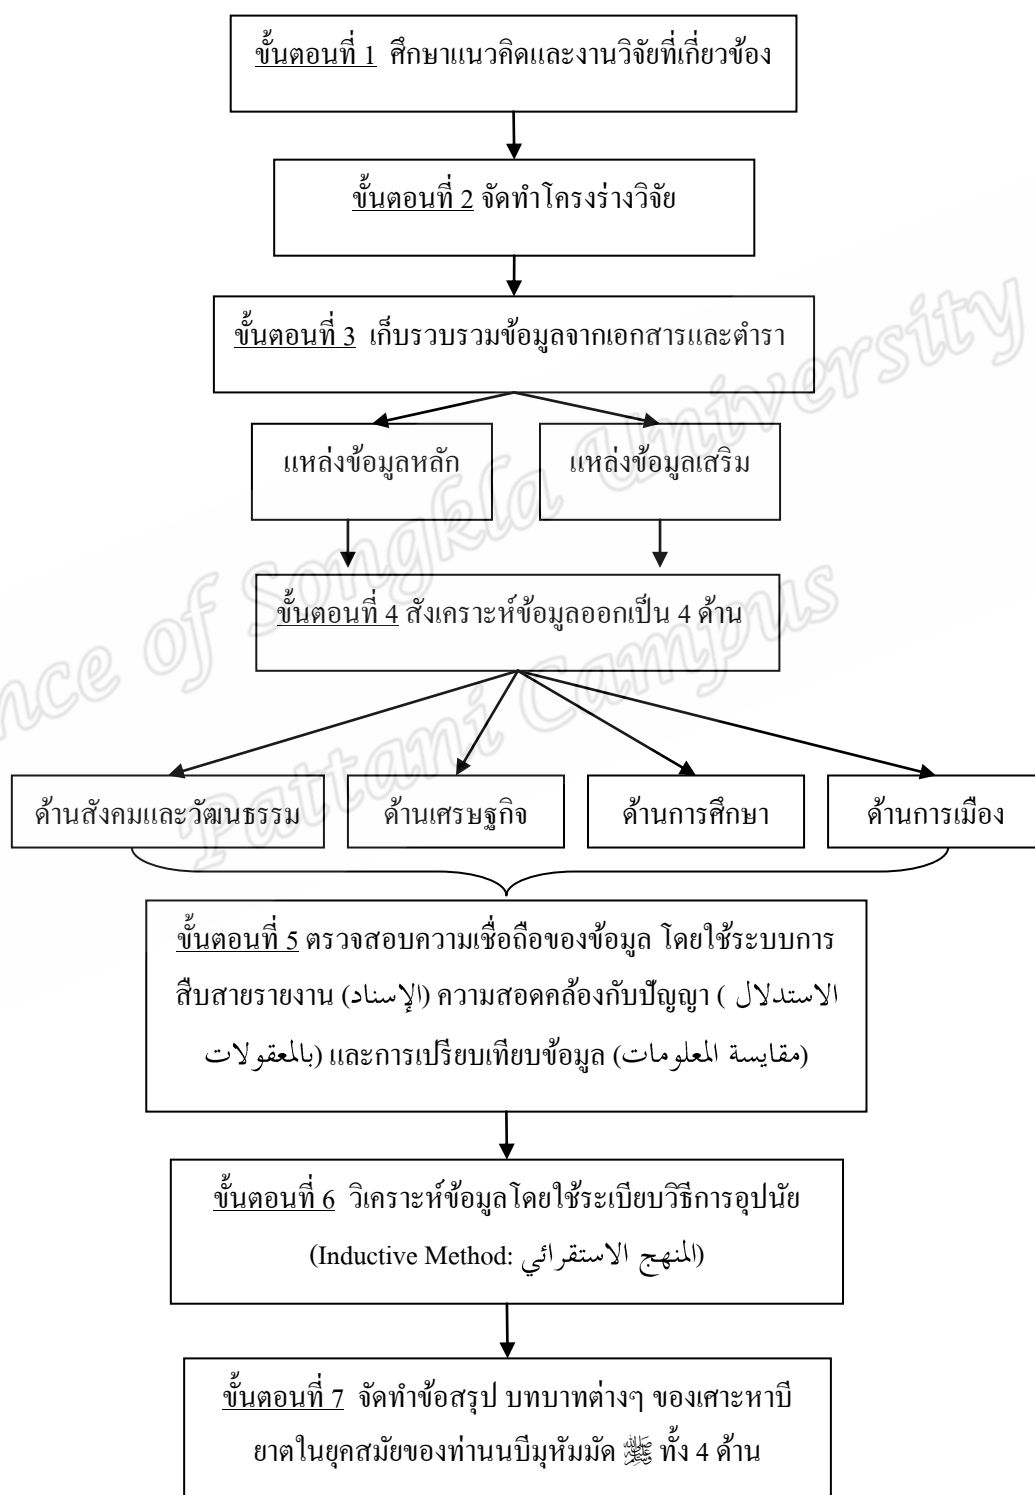 ขั้นตอนที่ 1 ศึกษาแนวคิดและงานวิจัยที่เกี่ยวข้อง
ขั้นตอนที่ 2 จัดทำโครงร่างวิจัย
ขั้นตอนที่ 3 เก็บรวบรวมข้อมูลจากเอกสารและตำรา
แหล่งข้อมูลหลัก
แหล่งข้อมูลเสริม
ขั้นตอนที่ 4 สังเคราะห์ข้อมูลออกเป็น 4 ด้าน
ด้านสังคมและวัฒนธรรม
ด้านเศรษฐกิจ
ด้านการศึกษา
ด้านการเมือง
ขั้นตอนที่ 5 ตรวจสอบความเชื่อถือของข้อมูล โดยใช้ระบบการ
สืบสายรายงาน (الإسناد) ความสอดคล้องกับปัญญา ( الاستدلال
بالمعقولات) และการเปรียบเทียบข้อมูล (مقايسة المعلومات)
ขั้นตอนที่ 6 วิเคราะห์ข้อมูลโดยใช้ระเบียบวิธีการอุปนัย
(Inductive Method: المنهج الاستقرائي)
ขั้นตอนที่ 7 จัดทำข้อสรุป บทบาทต่างๆ ของเศาะหาบี
ยาตในยุคสมัยของท่านนบีมุหัมมัด ﷺ ทั้ง 4 ด้าน
nce of Songkla University
Pattani Campus